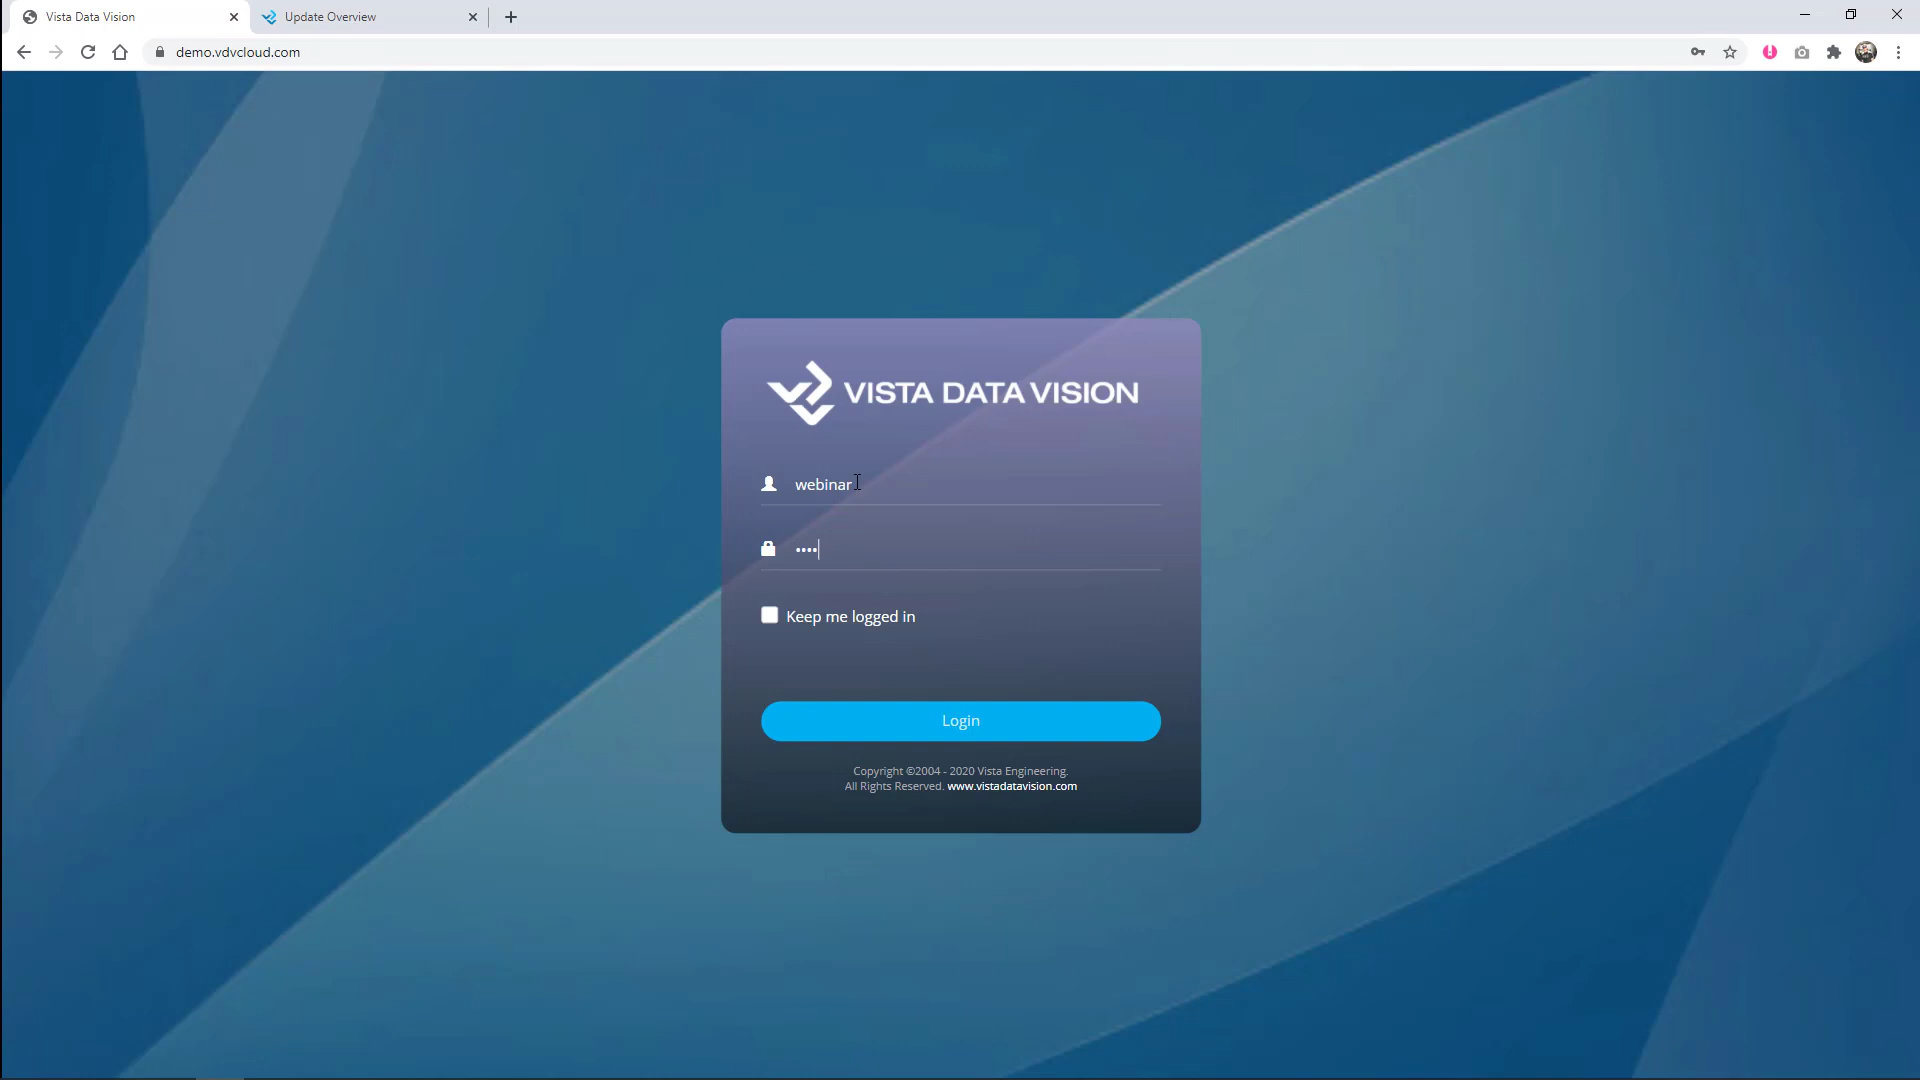 Vista Data Vision
Update Overview
demo.vdvcloud.com
VISTA DATA VISION
webinar
••••
Keep me logged in
Login
Copyright ©2004 - 2020 Vista Engineering.
All Rights Reserved. www.vistadatavision.com